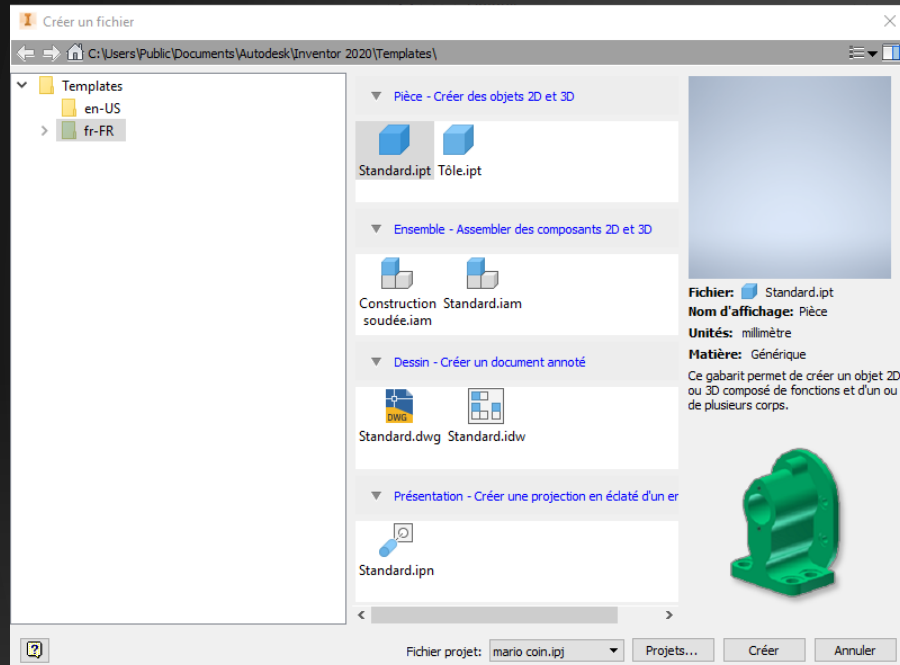 Créer un fichier
C:\Users\Public\Documents\Autodesk\Inventor 2020\Templates\
Templates
en-US
fr-FR
Pièce - Créer des objets 2D et 3D
Standard.ipt Tôle.ipt
Ensemble - Assembler des composants 2D et 3D
Construction soudée.iam
Standard.iam
Dessin - Créer un document annoté
DWG
Standard.dwg Standard.idw
Présentation - Créer une projection en éclaté d'un er
Standard.ipn
Fichier: Standard.ipt
Nom d'affichage: Pièce
Unités: millimètre
Matière: Générique
Ce gabarit permet de créer un objet 2D
ou 3D composé de fonctions et d'un ou
de plusieurs corps.
Fichier projet: mario coin.ipj Projets... Créer Annuler